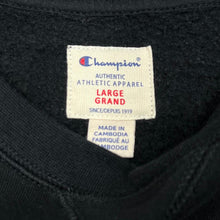 Champion
AUTHENTIC
ATHLETIC APPAREL
LARGE
GRAND
SINCE/DEPUIS 1919
MADE IN
CAMBODIA
FABRIQUÉ AU
CAMBODGE